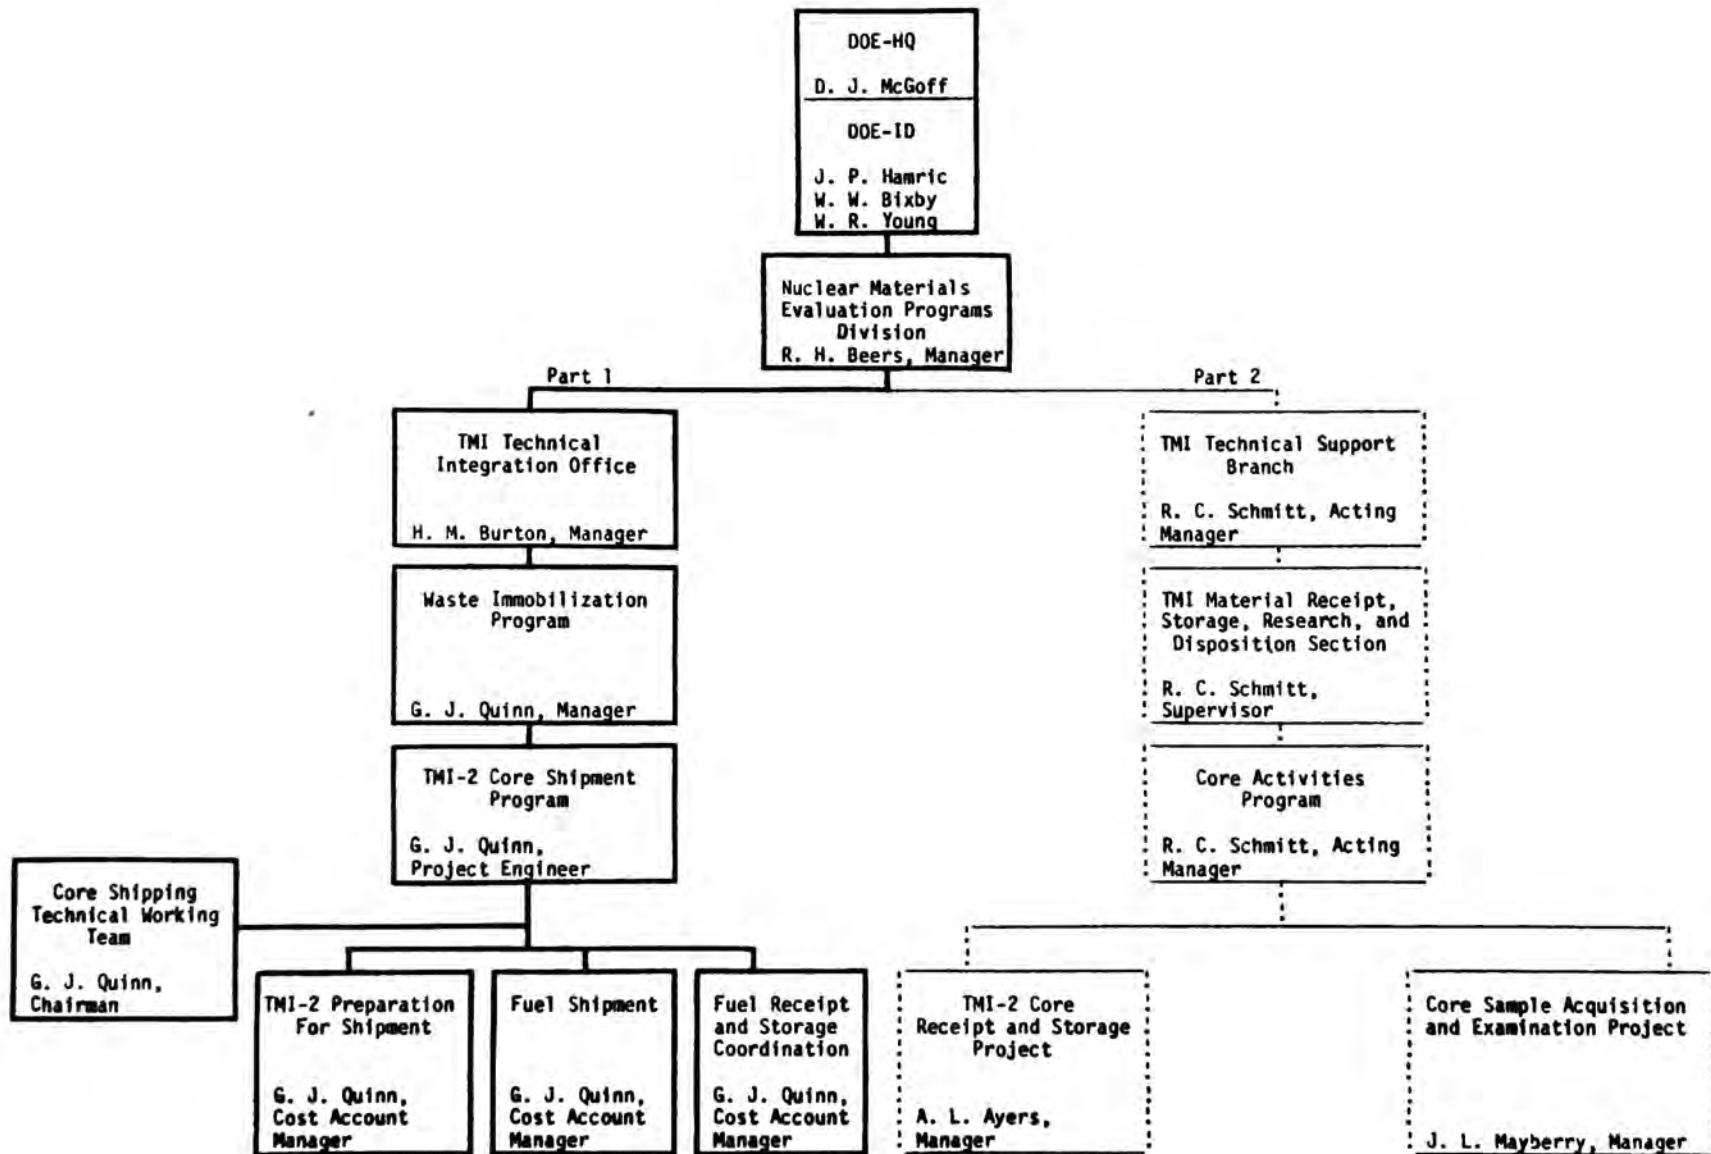 DOE-HQ
D. J. McGoff
DOE-ID
J. P. Hamric
W. W. Bixby
W. R. Young
Nuclear Materials
Evaluation Programs
Division
R. H. Beers, Manager
Part 1
Part 2
TMI Technical
Integration Office
H. M. Burton, Manager
TMI Technical Support
Branch
R. C. Schmitt, Acting
Manager
Waste Immobilization
Program
G. J. Quinn, Manager
TMI Material Receipt,
Storage, Research, and
Disposition Section
R. C. Schmitt,
Supervisor
TMI-2 Core Shipment
Program
G. J. Quinn,
Project Engineer
Core Activities
Program
R. C. Schmitt, Acting
Manager
Core Shipping
Technical Working
Team
G. J. Quinn,
Chairman
TMI-2 Preparation
For Shipment
G. J. Quinn,
Cost Account
Manager
Fuel Shipment
G. J. Quinn,
Cost Account
Manager
Fuel Receipt
and Storage
Coordination
G. J. Quinn,
Cost Account
Manager
TMI-2 Core
Receipt and Storage
Project
A. L. Ayers,
Manager
Core Sample Acquisition
and Examination Project
J. L. Mayberry, Manager